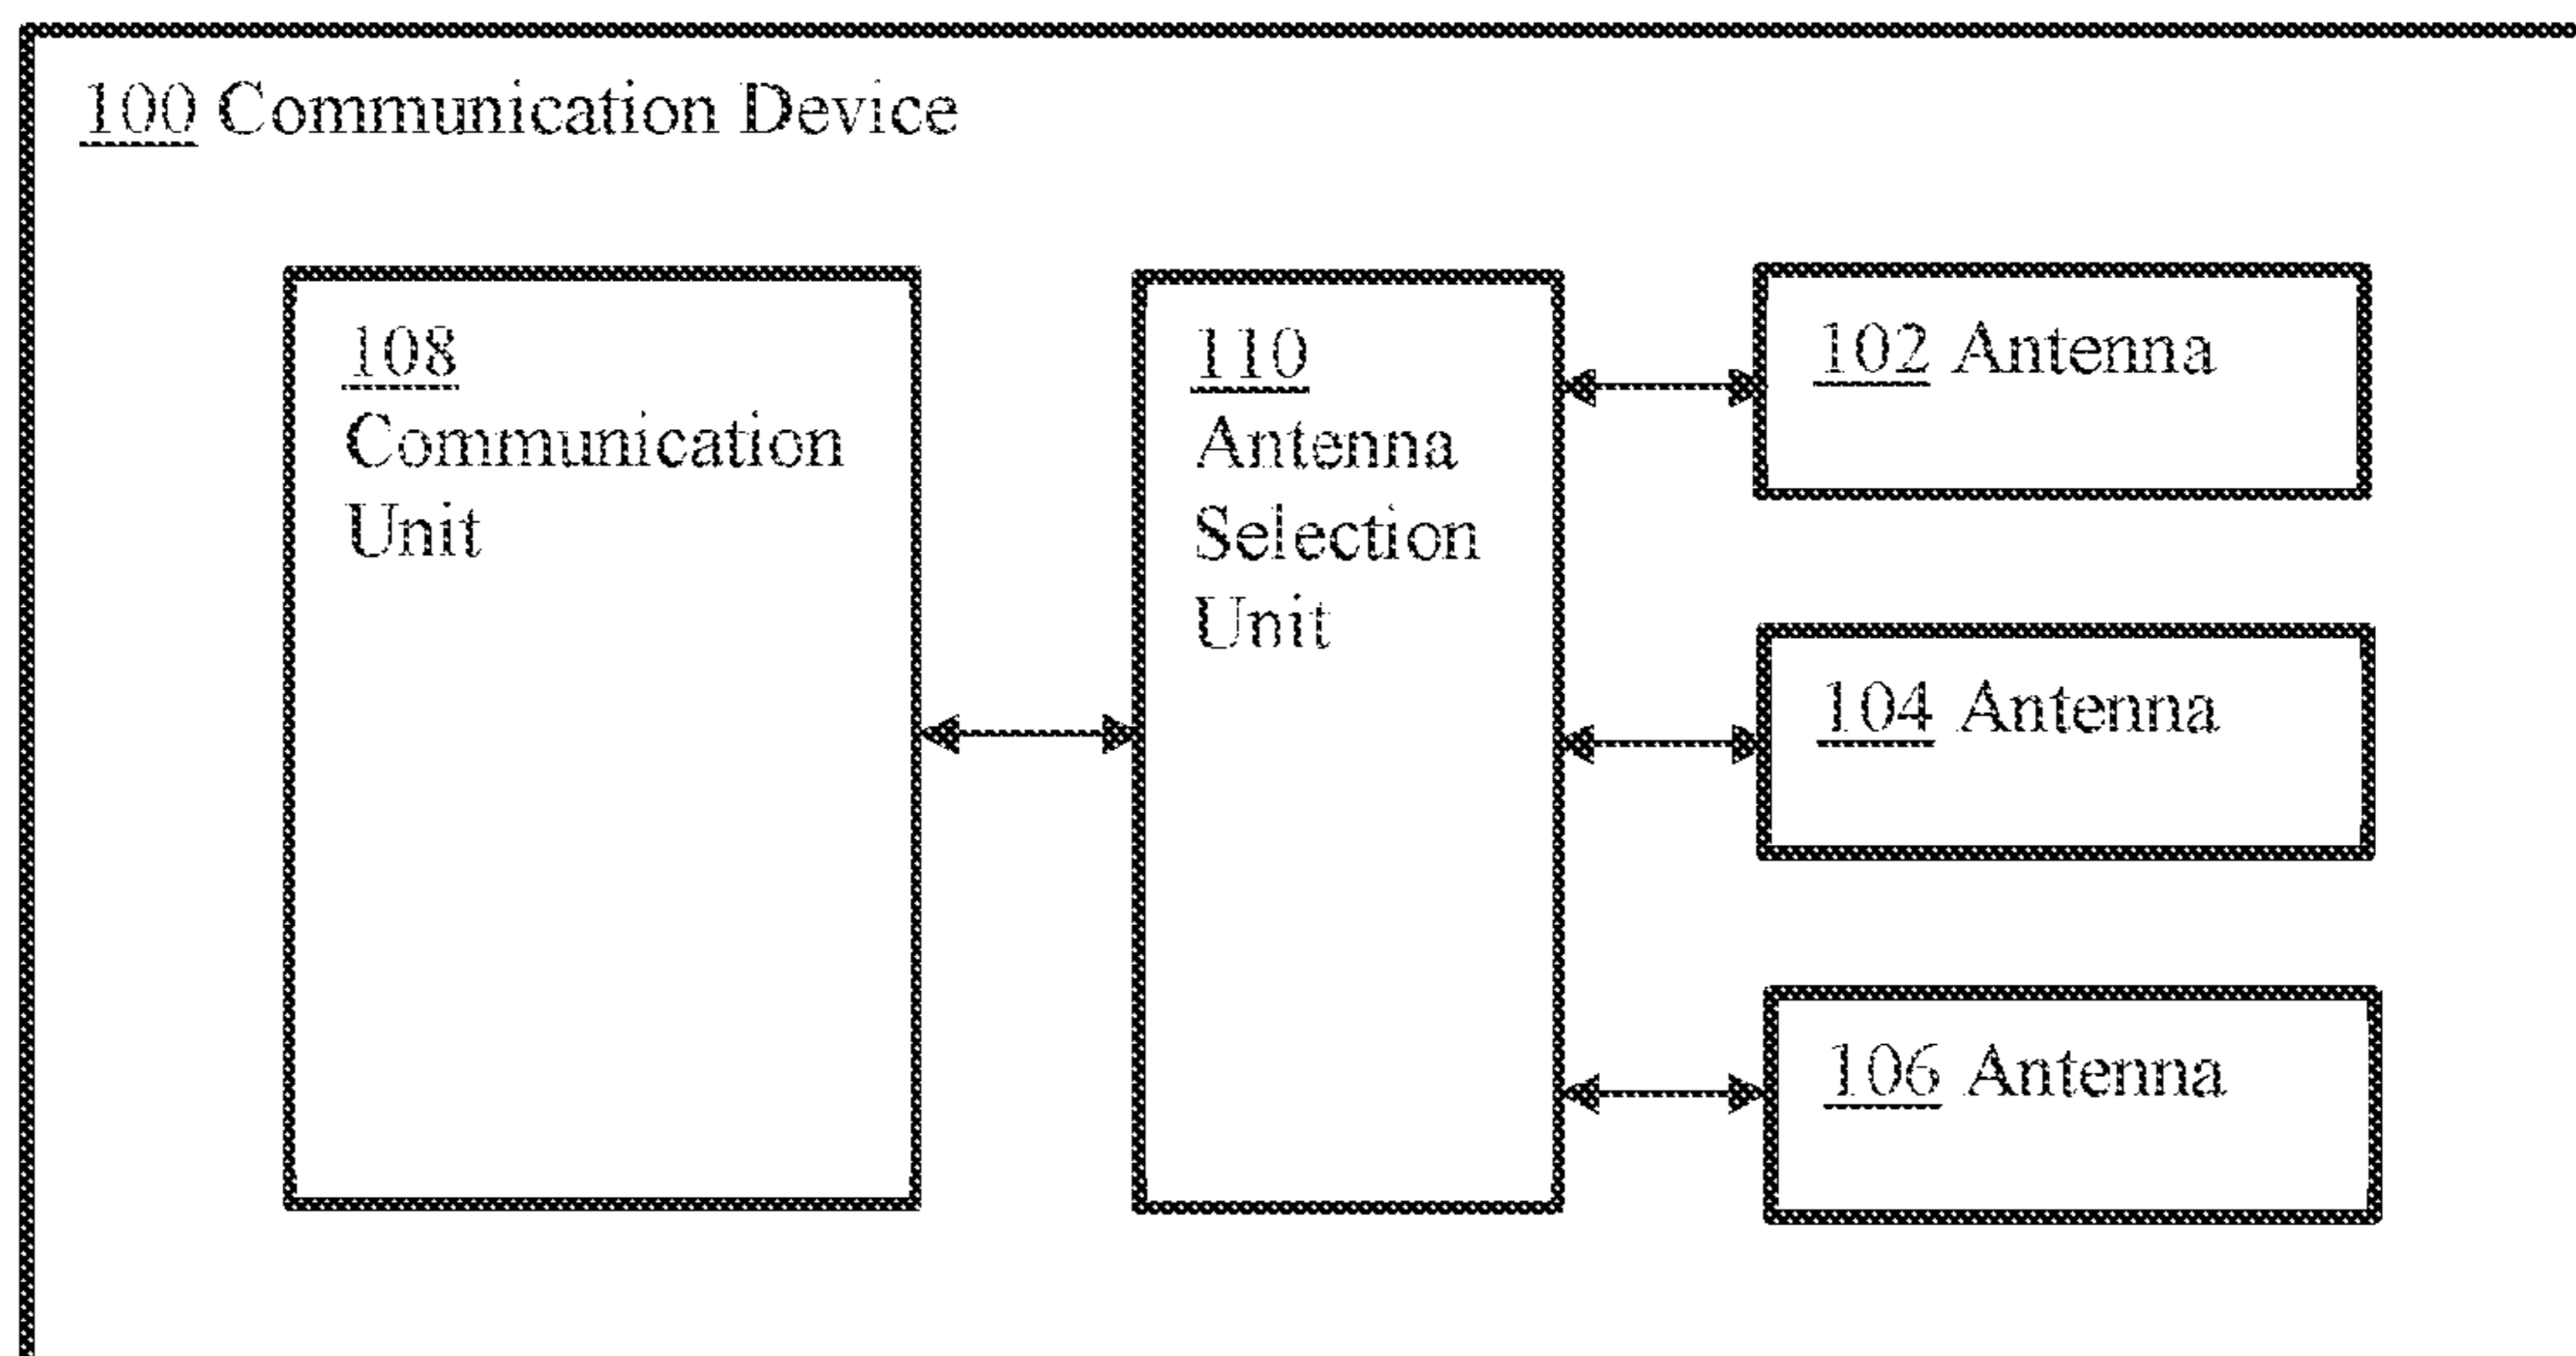 100 Communication Device
108
Communication
Unit
110
Antenna
Selection
Unit
102 Antenna
104 Antenna
106 Antenna